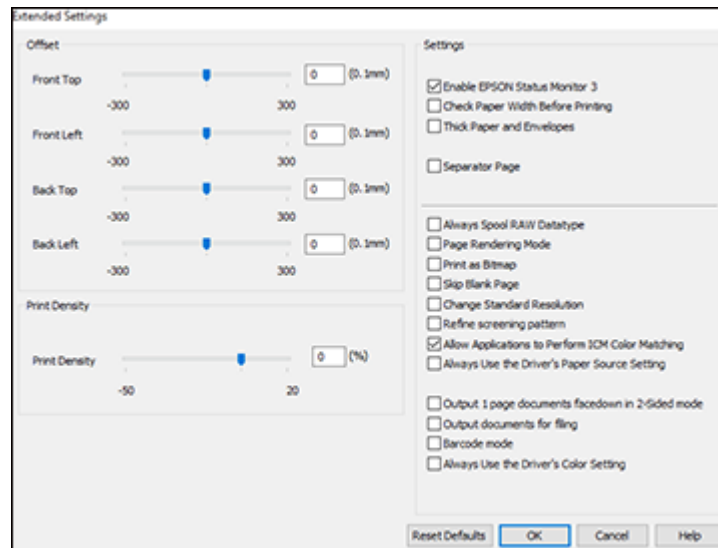 Extended Settings
Offset
Front Top
0 (0.1mm)
-300 300
Front Left
0 (0.1mm)
-300 300
Back Top
0 (0.1mm)
-300 300
Back Left
0 (0.1mm)
-300 300
Print Density
Print Density
0 (%)
-50 20
Settings
Enable EPSON Status Monitor 3
Check Paper Width Before Printing
Thick Paper and Envelopes
Separator Page
Always Spool RAW Datatype
Page Rendering Mode
Print as Bitmap
Skip Blank Page
Change Standard Resolution
Refine screening pattern
Allow Applications to Perform ICM Color Matching
Always Use the Driver's Paper Source Setting
Output 1 page documents facedown in 2-Sided mode
Output documents for filing
Barcode mode
Always Use the Driver's Color Setting
Reset Defaults OK Cancel Help